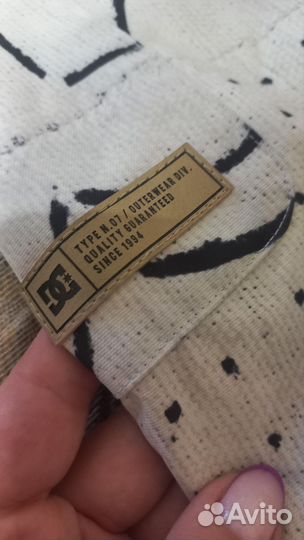 DC
TYPE N.07 / OUTERWEAR DIV.
QUALITY GUARANTEED
SINCE 1994
Avito